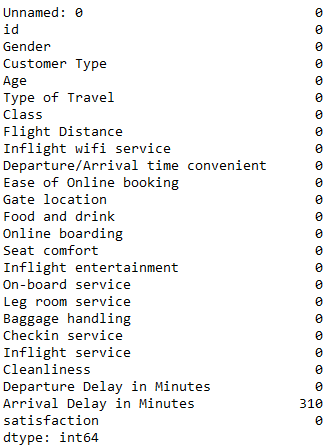 Unnamed: 0 0
id 0
Gender 0
Customer Type 0
Age 0
Type of Travel 0
Class 0
Flight Distance 0
Inflight wifi service 0
Departure/Arrival time convenient 0
Ease of Online booking 0
Gate location 0
Food and drink 0
Online boarding 0
Seat comfort 0
Inflight entertainment 0
On-board service 0
Leg room service 0
Baggage handling 0
Checkin service 0
Inflight service 0
Cleanliness 0
Departure Delay in Minutes 0
Arrival Delay in Minutes 310
satisfaction 0
dtype: int64